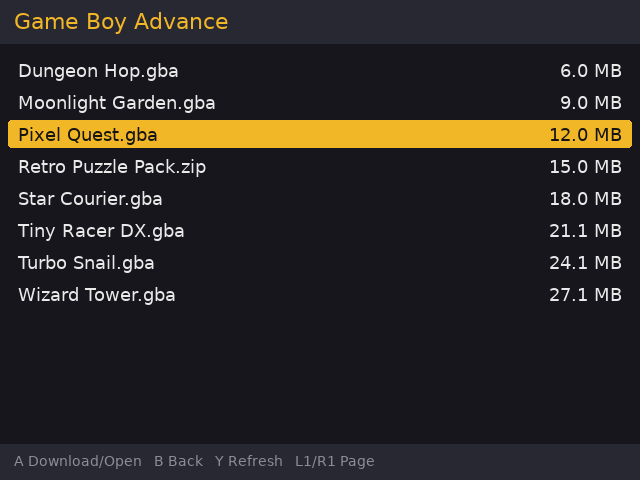 Game Boy Advance
Dungeon Hop.gba 6.0 MB
Moonlight Garden.gba 9.0 MB
Pixel Quest.gba 12.0 MB
Retro Puzzle Pack.zip 15.0 MB
Star Courier.gba 18.0 MB
Tiny Racer DX.gba 21.1 MB
Turbo Snail.gba 24.1 MB
Wizard Tower.gba 27.1 MB
A Download/Open B Back Y Refresh L1/R1 Page